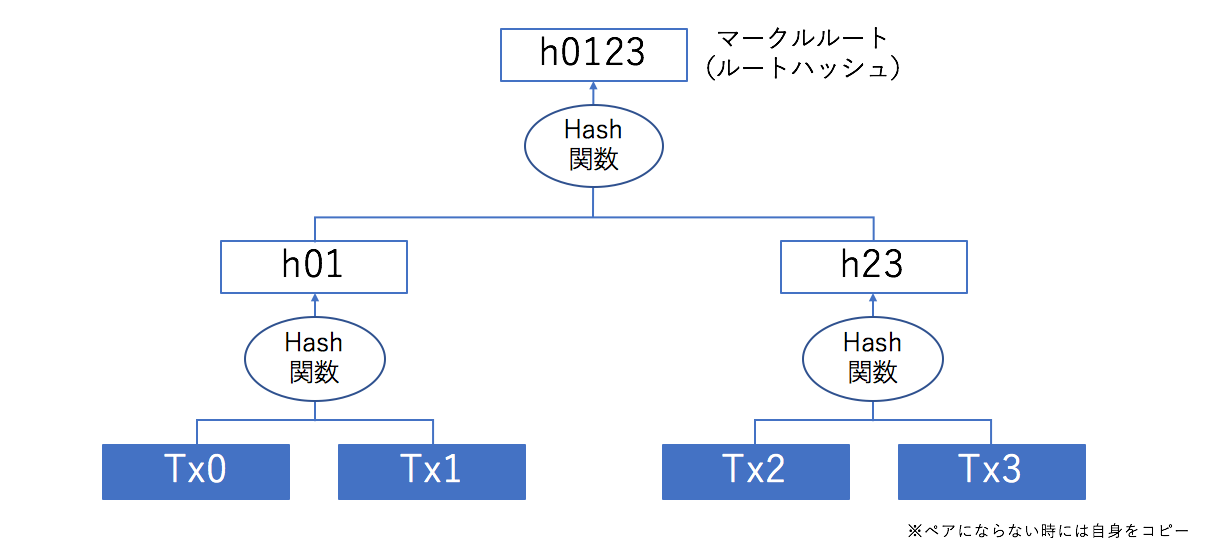 h0123
マークルルート
(ルートハッシュ)
Hash
関数
h01
h23
Hash
関数
Hash
関数
Tx0
Tx1
Tx2
Tx3
※ペアにならない時には自身をコピー